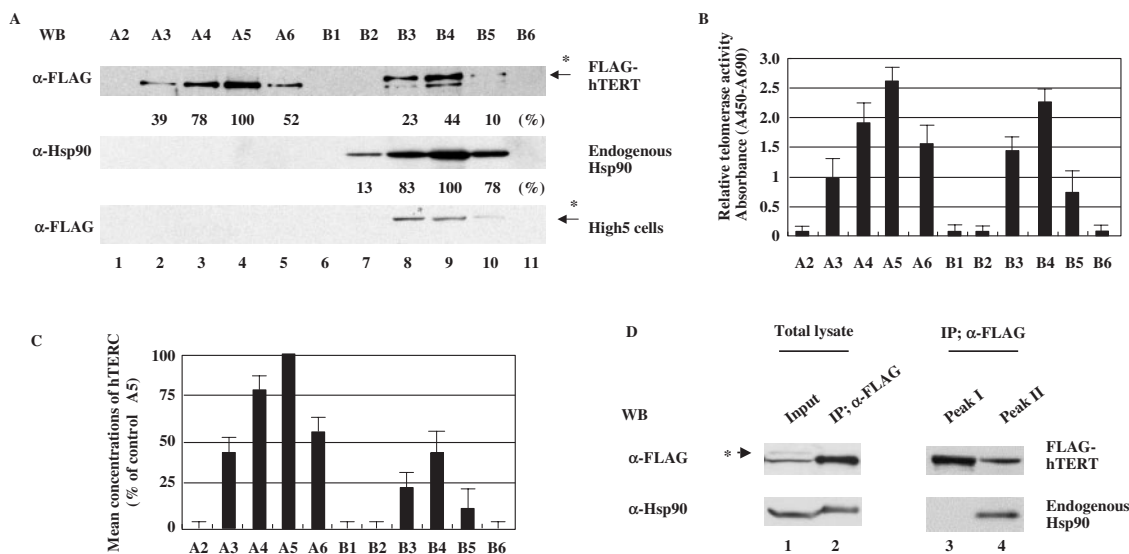 A
WB A2 A3 A4 A5 A6 B1 B2 B3 B4 B5 B6
*
α-FLAG
FLAG-
hTERT
39 78 100 52 23 44 10 (%)
α-Hsp90
Endogenous
Hsp90
13 83 100 78 (%)
*
α-FLAG
High5 cells
1 2 3 4 5 6 7 8 9 10 11
B
Relative telomerase activity
Absorbance (A450-A690)
3.0
2.5
2.0
1.5
1
0.5
0
A2 A3 A4 A5 A6 B1 B2 B3 B4 B5 B6
C
Mean concentrations of hTERC
(% of control A5)
100
75
50
25
0
A2 A3 A4 A5 A6 B1 B2 B3 B4 B5 B6
D
Total lysate IP; α-FLAG
WB
Input IP; α-FLAG Peak I Peak II
α-FLAG
*
FLAG-
hTERT
α-Hsp90
Endogenous
Hsp90
1 2 3 4